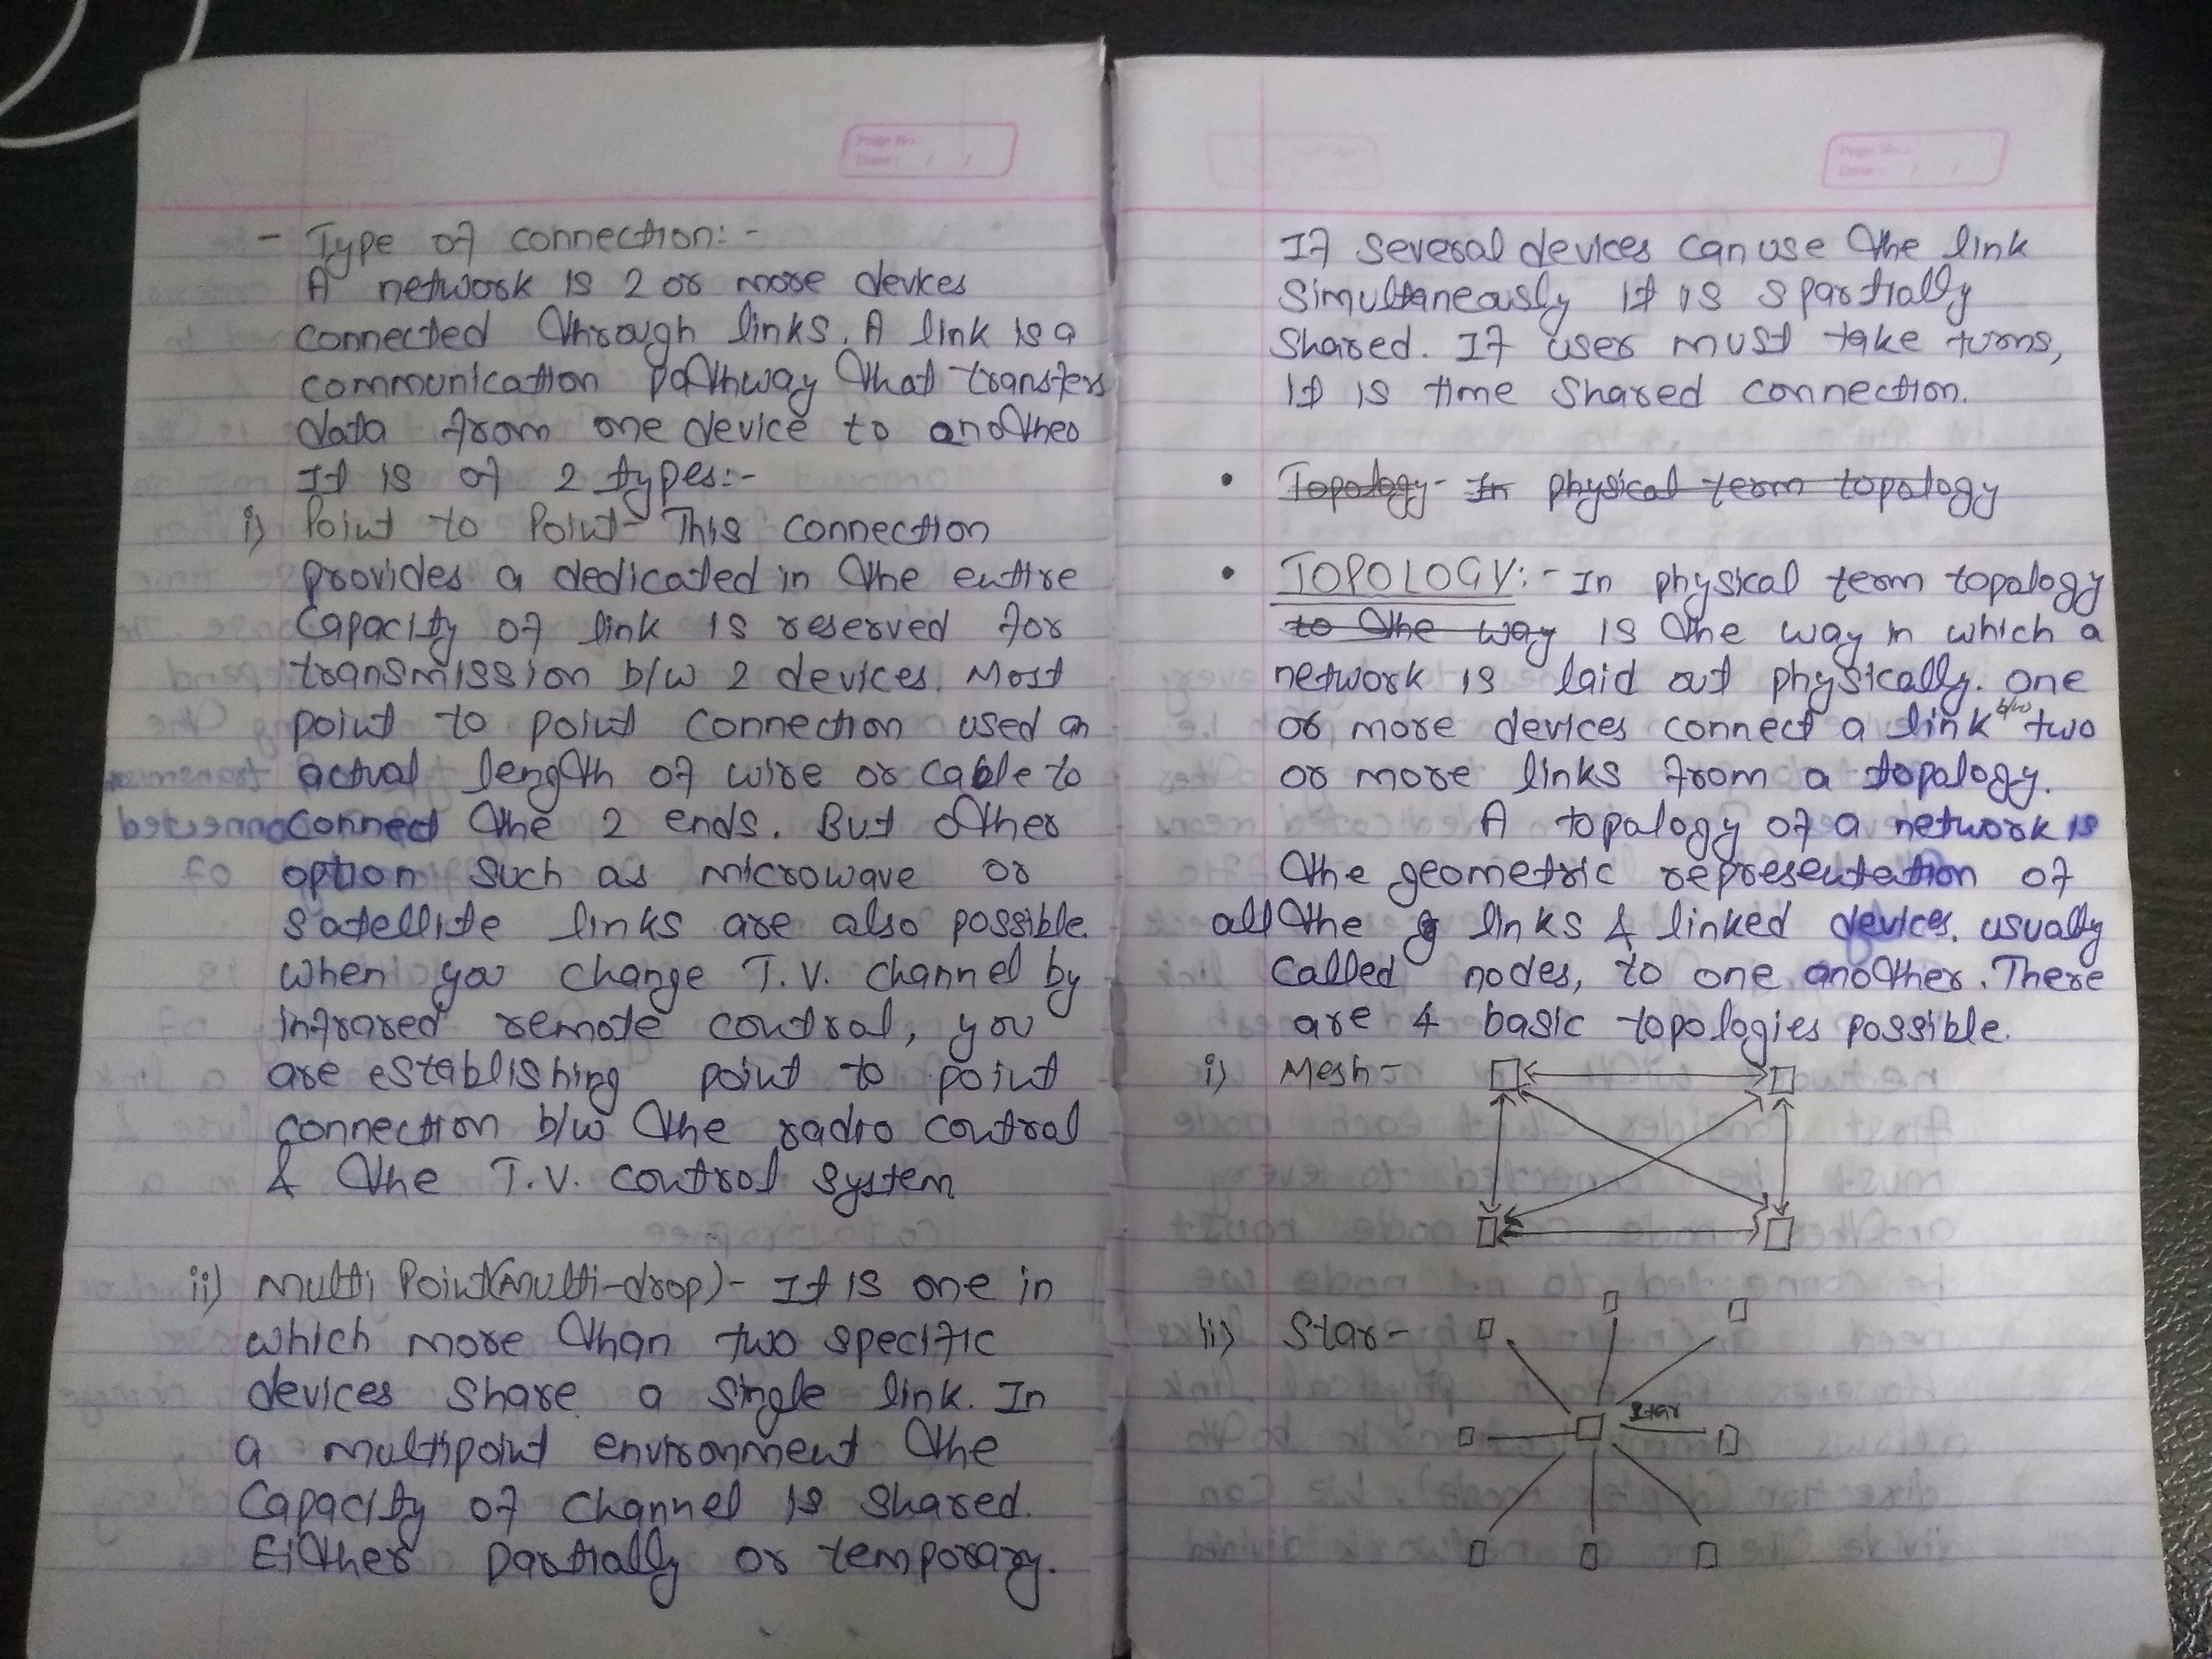 Page No.:
Date: / /
- Type of connection:-
A network is 2 or more devices
connected through links. A link is a
communication pathway that transfers
data from one device to another
It is of 2 types:-
i) Point to Point- This connection
provides a dedicated in the entire
capacity of link is reserved for
transmission b/w 2 devices. Most
point to point connection used an
actual length of wire or cable to
connect the 2 ends. But other
option such as microwave or
satellite links are also possible.
when you change T.V. channel by
infrared remote control, you
are establishing point to point
connection b/w the radio control
& the T.V. control system
ii) Multi Point(Multi-drop)- It is one in
which more than two specific
devices share a single link. In
a multipoint environment the
capacity of channel is shared.
Either partially or temporary.
Page No.:
Date: / /
If several devices can use the link
simultaneously it is spartially
shared. If user must take turns,
it is time shared connection.
• Topology- In physical term topology
• TOPOLOGY:- In physical term topology
to the way is the way in which a
network is laid out physically. one
or more devices connect a link b/w two
or more links from a topology.
A topology of a network is
the geometric representation of
all the links & linked devices, usually
called nodes, to one another. There
are 4 basic topologies possible.
i) Mesh-
ii) Star-
Star